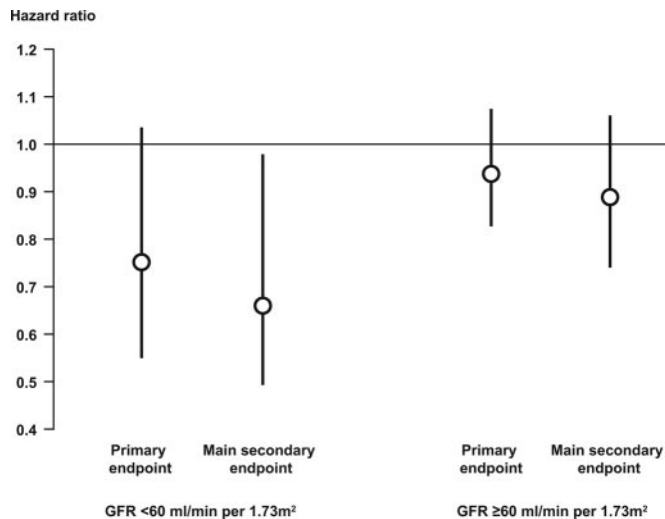 Hazard ratio
1.2
1.1
1.0
0.9
0.8
0.7
0.6
0.5
0.4
Primary endpoint
Main secondary endpoint
Primary endpoint
Main secondary endpoint
GFR <60 ml/min per 1.73m²
GFR ≥60 ml/min per 1.73m²